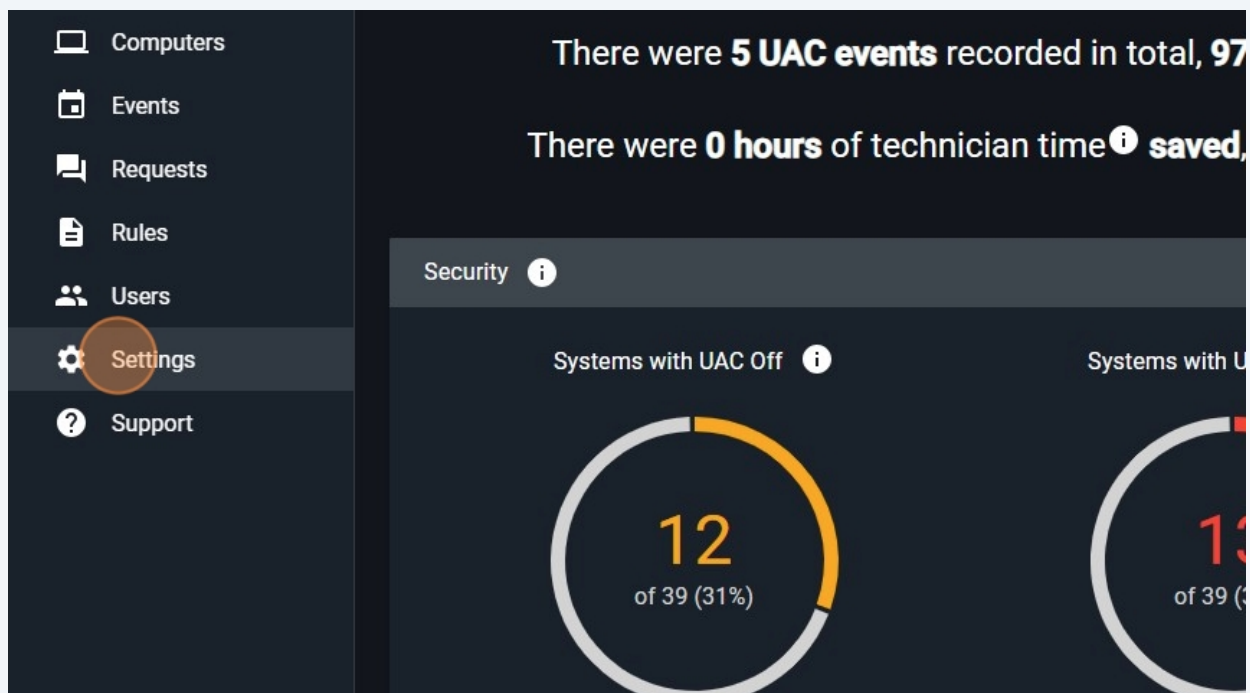 Computers
Events
Requests
Rules
Users
Settings
Support
There were 5 UAC events recorded in total, 97
There were 0 hours of technician time saved,
Security
Systems with UAC Off
12
of 39 (31%)
Systems with U
of 39